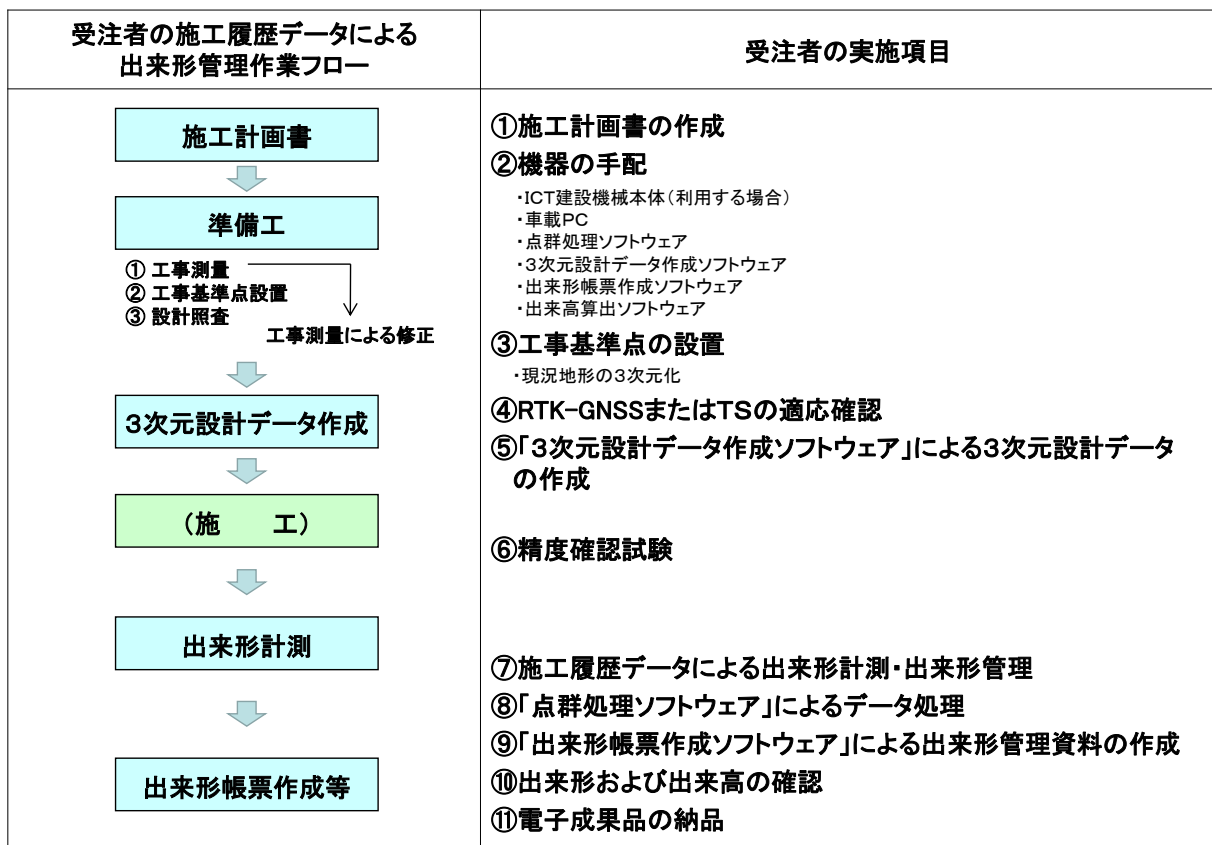 受注者の施工履歴データによる
出来形管理作業フロー
受注者の実施項目
施工計画書
準備工
① 工事測量
② 工事基準点設置
③ 設計照査
工事測量による修正
3次元設計データ作成
（施　　工）
出来形計測
出来形帳票作成等
①施工計画書の作成
②機器の手配
・ICT建設機械本体（利用する場合）
・車載PC
・点群処理ソフトウェア
・3次元設計データ作成ソフトウェア
・出来形帳票作成ソフトウェア
・出来高算出ソフトウェア
③工事基準点の設置
・現況地形の3次元化
④RTK-GNSSまたはTSの適応確認
⑤「3次元設計データ作成ソフトウェア」による3次元設計データ
の作成
⑥精度確認試験
⑦施工履歴データによる出来形計測・出来形管理
⑧「点群処理ソフトウェア」によるデータ処理
⑨「出来形帳票作成ソフトウェア」による出来形管理資料の作成
⑩出来形および出来高の確認
⑪電子成果品の納品